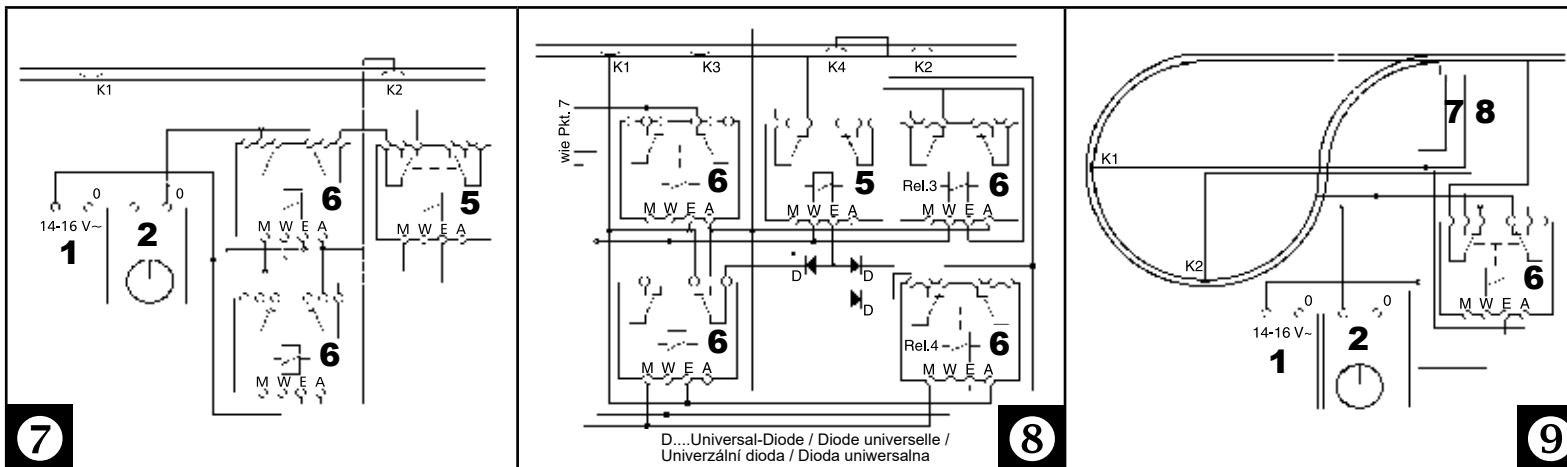 K1
K2
0
0
14-16 V~
1
2
6
5
M W E A
M W E A
6
M W E A
7
K1
K3
K4
K2
wie Pkt. 7
6
5
Rel.3
6
M W E A
M W E A
M W E A
D
D
D
6
Rel.4
6
M W E A
M W E A
D....Universal-Diode / Diode universelle /
Univerzální dioda / Dioda uniwersalna
8
7 8
K1
K2
6
0
0
M W E A
14-16 V~
1
2
9